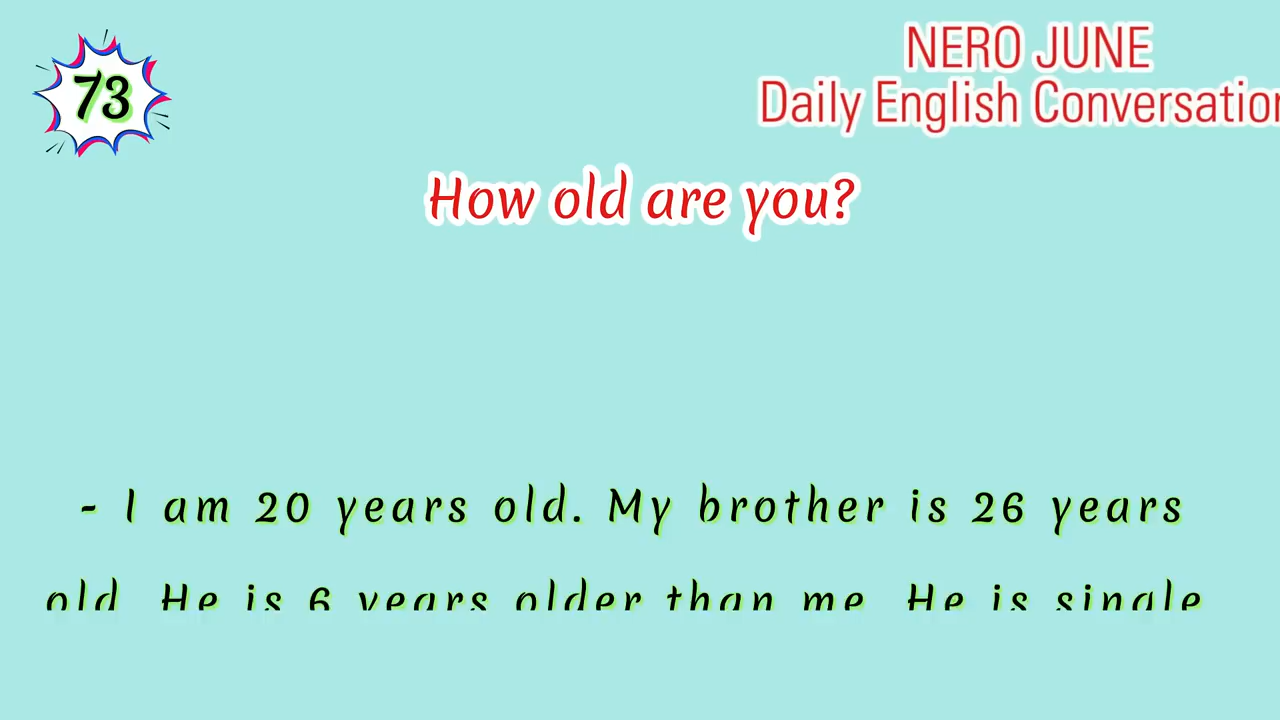 73
NERO JUNE
Daily English Conversation
How old are you?
- I am 20 years old. My brother is 26 years
old. He is 6 years older than me. He is single